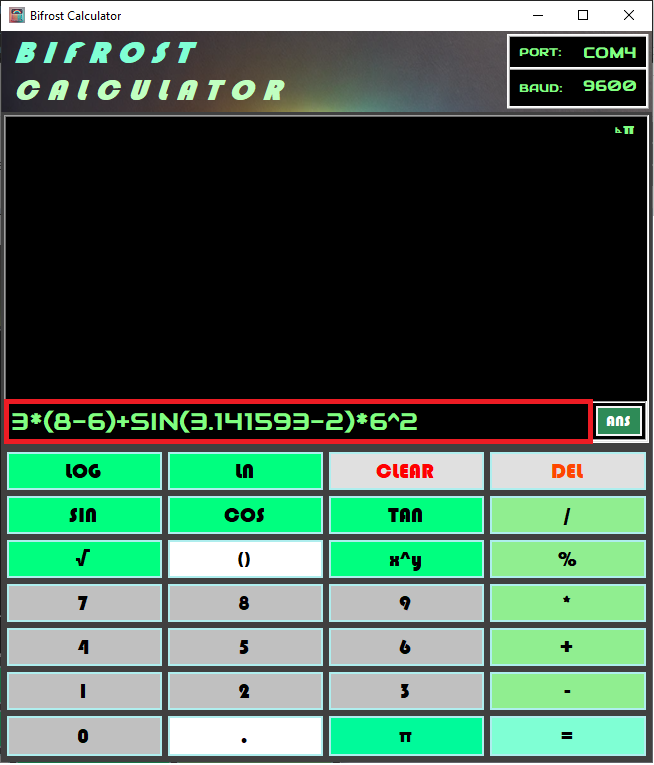 Bifrost Calculator
BIFROST
CALCULATOR
PORT: COM4
BAUD: 9600
π
3*(8-6)+SIN(3.141593-2)*6^2
ANS
LOG LN CLEAR DEL
SIN COS TAN /
√ () x^y %
7 8 9 *
4 5 6 +
1 2 3 -
0 . π =